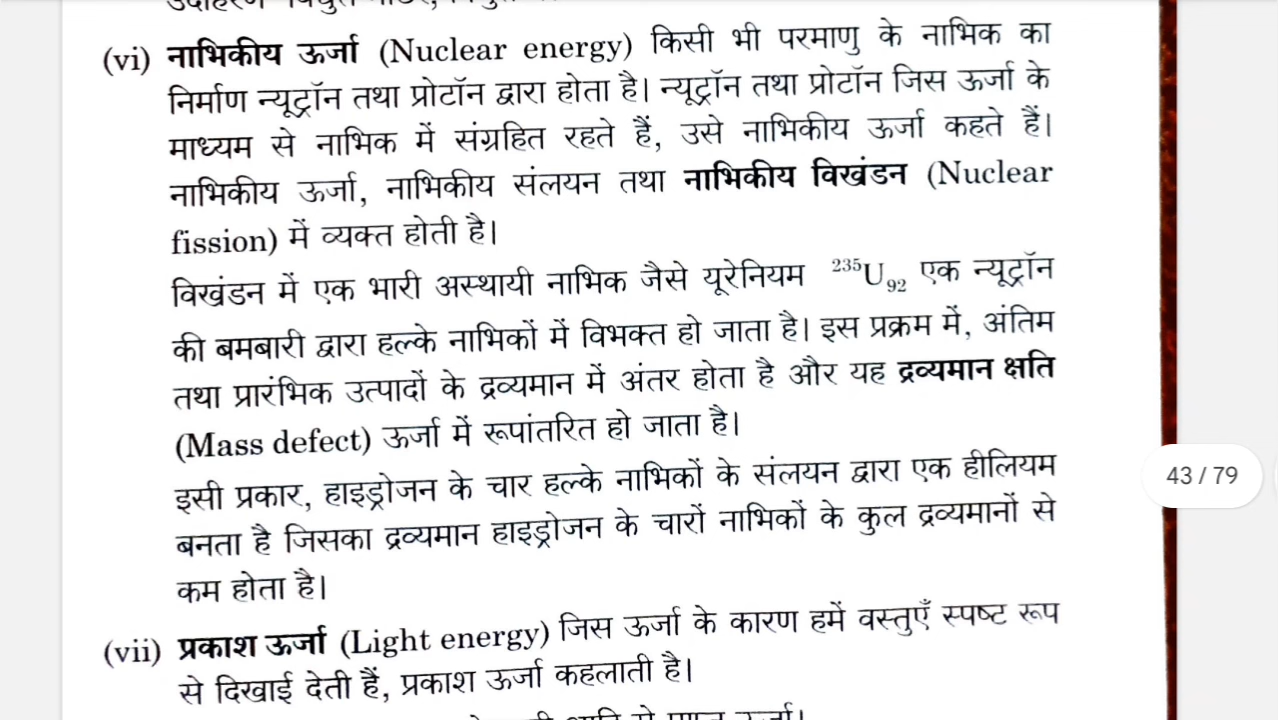 (vi) नाभिकीय ऊर्जा (Nuclear energy) किसी भी परमाणु के नाभिक का
निर्माण न्यूट्रॉन तथा प्रोटॉन द्वारा होता है। न्यूट्रॉन तथा प्रोटॉन जिस ऊर्जा के
माध्यम से नाभिक में संग्रहित रहते हैं, उसे नाभिकीय ऊर्जा कहते हैं।
नाभिकीय ऊर्जा, नाभिकीय संलयन तथा नाभिकीय विखंडन (Nuclear
fission) में व्यक्त होती है।
विखंडन में एक भारी अस्थायी नाभिक जैसे यूरेनियम ²³⁵U₉₂ एक न्यूट्रॉन
की बमबारी द्वारा हल्के नाभिकों में विभक्त हो जाता है। इस प्रक्रम में, अंतिम
तथा प्रारंभिक उत्पादों के द्रव्यमान में अंतर होता है और यह द्रव्यमान क्षति
(Mass defect) ऊर्जा में रूपांतरित हो जाता है।
43 / 79
इसी प्रकार, हाइड्रोजन के चार हल्के नाभिकों के संलयन द्वारा एक हीलियम
बनता है जिसका द्रव्यमान हाइड्रोजन के चारों नाभिकों के कुल द्रव्यमानों से
कम होता है।
(vii) प्रकाश ऊर्जा (Light energy) जिस ऊर्जा के कारण हमें वस्तुएँ स्पष्ट रूप
से दिखाई देती हैं, प्रकाश ऊर्जा कहलाती है।